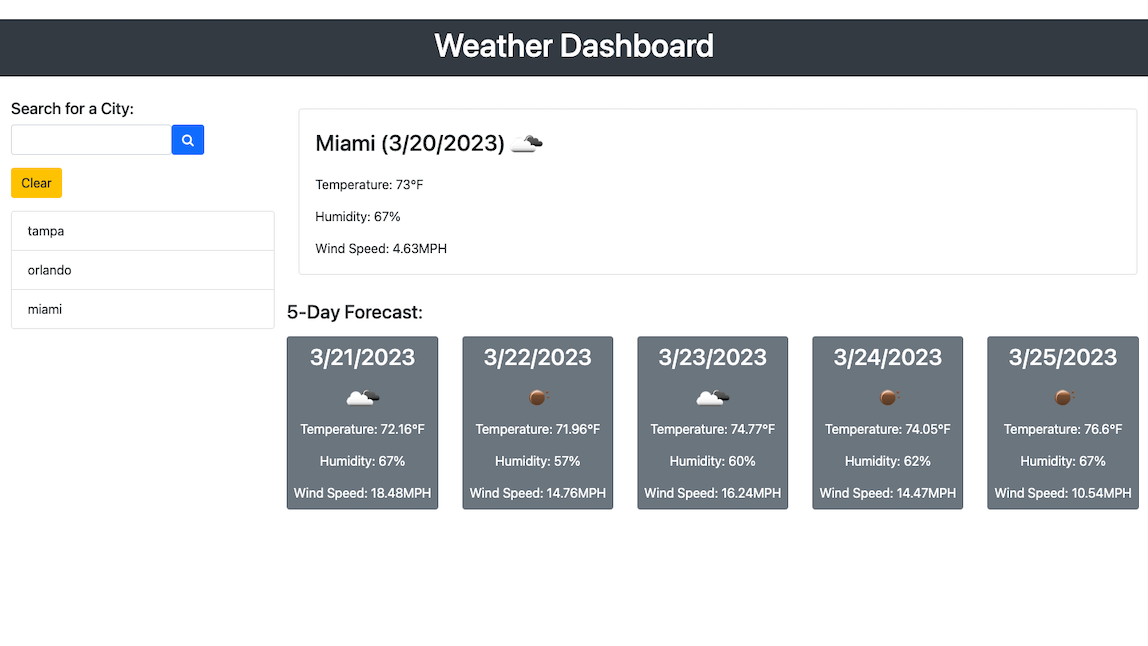 Weather Dashboard
Search for a City:
Clear
tampa
orlando
miami
Miami (3/20/2023)
Temperature: 73°F
Humidity: 67%
Wind Speed: 4.63MPH
5-Day Forecast:
3/21/2023
Temperature: 72.16°F
Humidity: 67%
Wind Speed: 18.48MPH
3/22/2023
Temperature: 71.96°F
Humidity: 57%
Wind Speed: 14.76MPH
3/23/2023
Temperature: 74.77°F
Humidity: 60%
Wind Speed: 16.24MPH
3/24/2023
Temperature: 74.05°F
Humidity: 62%
Wind Speed: 14.47MPH
3/25/2023
Temperature: 76.6°F
Humidity: 67%
Wind Speed: 10.54MPH